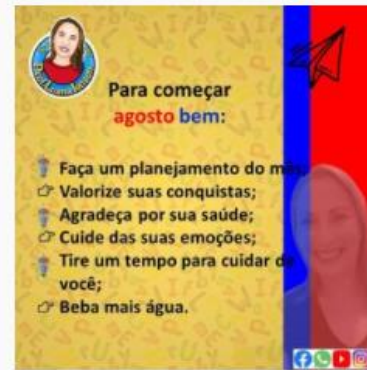 Para começar
agosto bem:
Faça um planejamento do mês;
Valorize suas conquistas;
Agradeça por sua saúde;
Cuide das suas emoções;
Tire um tempo para cuidar de
você;
Beba mais água.